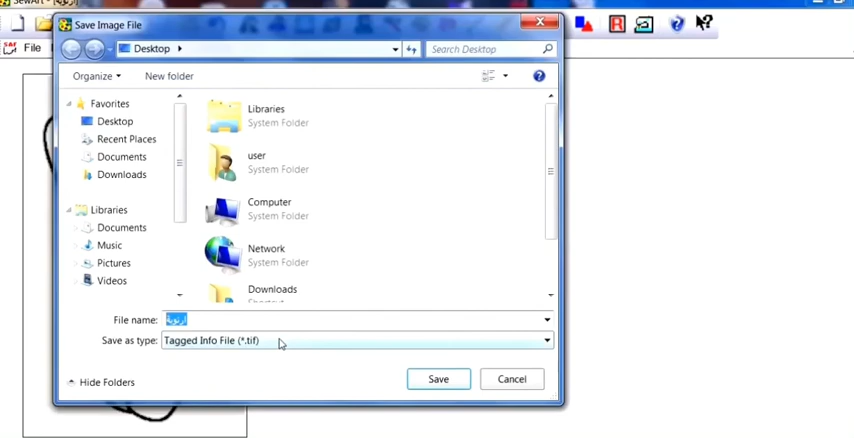 SewArt - [
Save Image File
Desktop
Search Desktop
File
Organize
New folder
Favorites
Desktop
Recent Places
Documents
Downloads
Libraries
Documents
Music
Pictures
Videos
Libraries
System Folder
user
System Folder
Computer
System Folder
Network
System Folder
Downloads
Shortcut
File name:
Save as type: Tagged Info File (*.tif)
Hide Folders
Save
Cancel